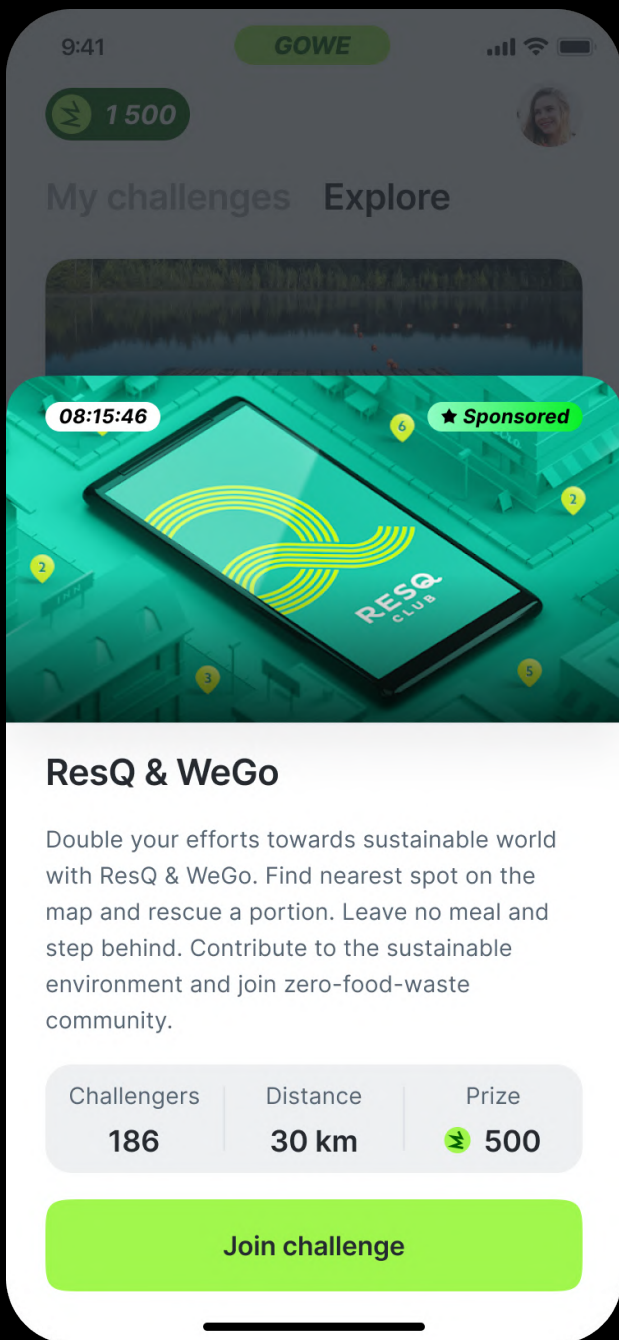 9:41
GOWE
1 500
My challenges
Explore
08:15:46
Sponsored
6
2
2
RESQ
CLUB
3
5
ResQ & WeGo
Double your efforts towards sustainable world
with ResQ & WeGo. Find nearest spot on the
map and rescue a portion. Leave no meal and
step behind. Contribute to the sustainable
environment and join zero-food-waste
community.
Challengers
Distance
Prize
186
30 km
500
Join challenge